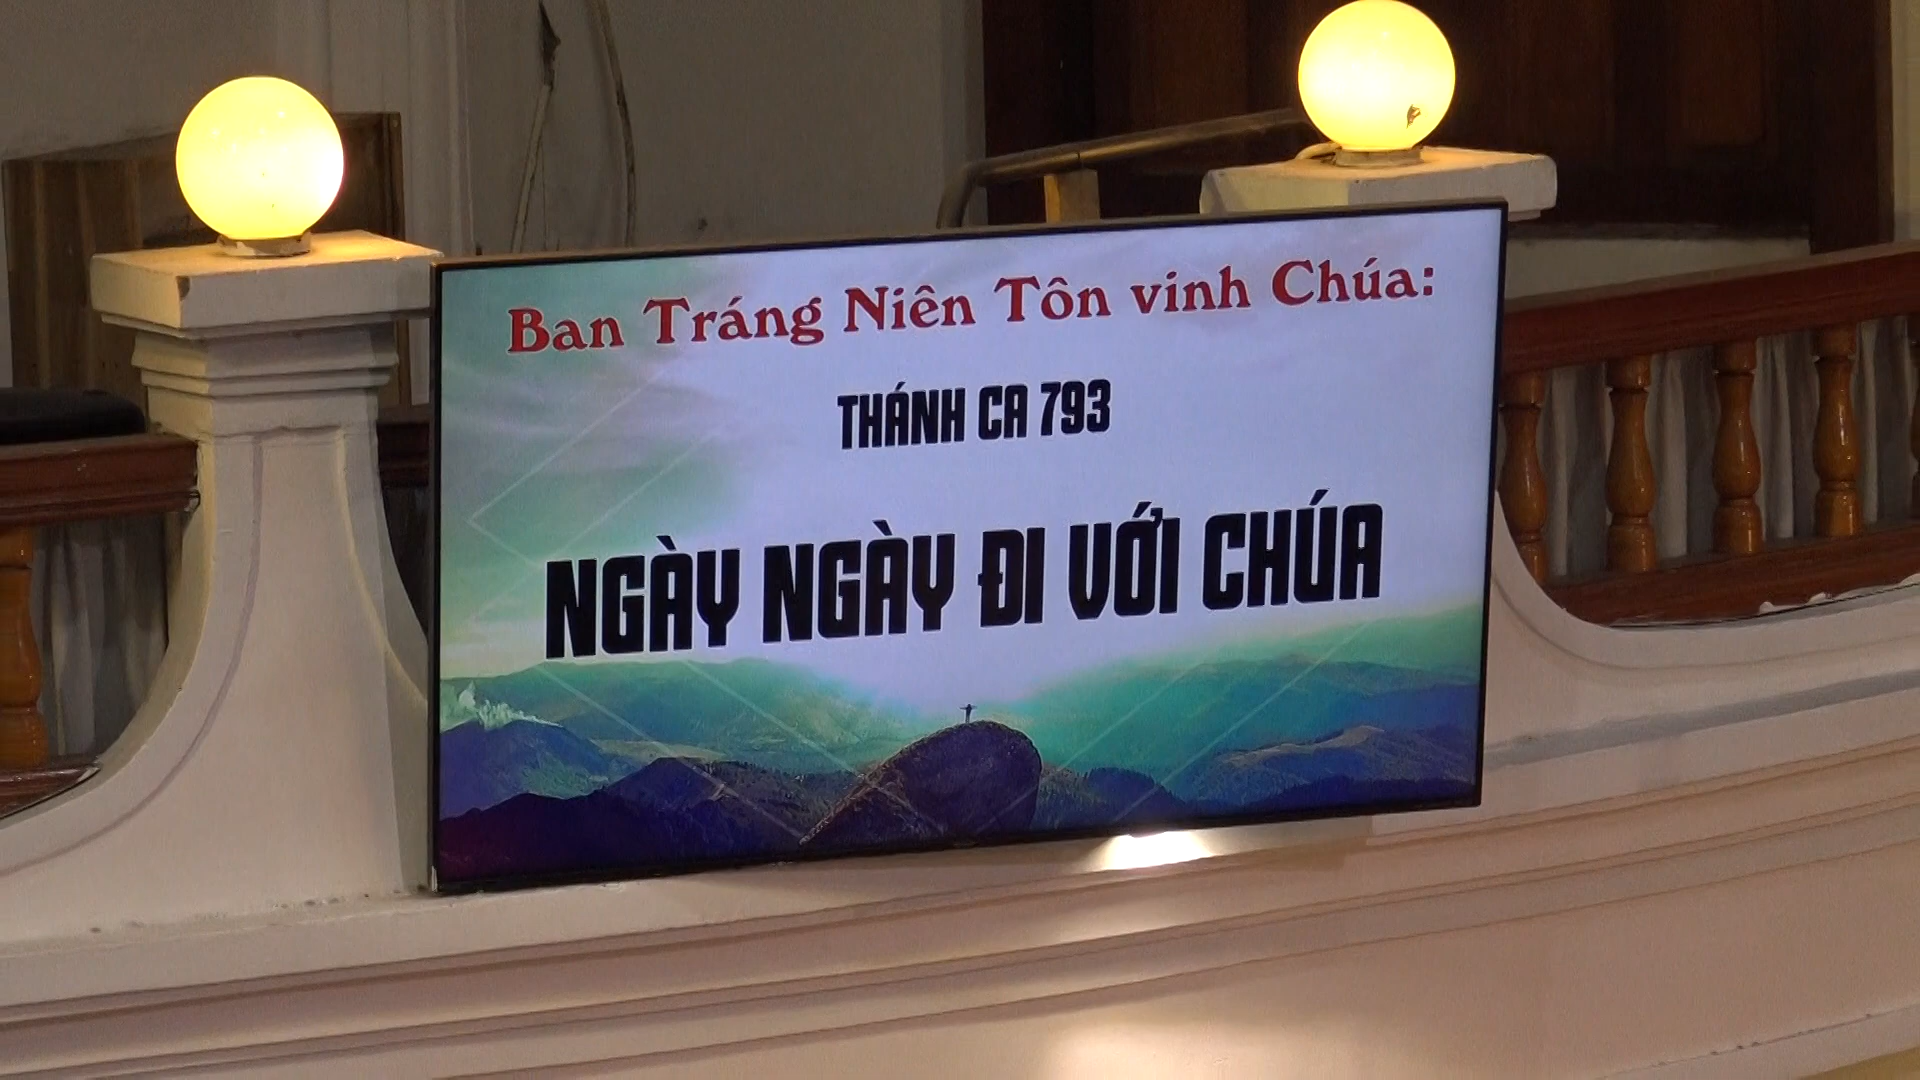 Ban Tráng Niên Tôn vinh Chúa:
THÁNH CA 793
NGÀY NGÀY ĐI VỚI CHÚA